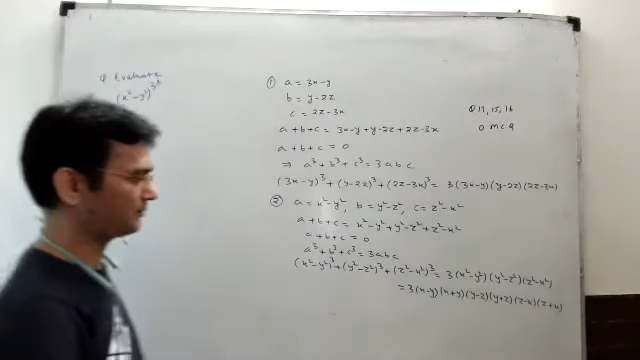 Q Evaluate
(x²-y²)³
① a = 3x-y
b = y-2z
c = 2z-3x
a+b+c = 3x-y+y-2z+2z-3x
a+b+c = 0
⇒ a³+b³+c³ = 3abc
(3x-y)³+(y-2z)³+(2z-3x)³ = 3(3x-y)(y-2z)(2z-3x)
② a = x²-y², b = y²-z², c = z²-x²
a+b+c = x²-y²+y²-z²+z²-x²
a+b+c = 0
a³+b³+c³ = 3abc
(x²-y²)³+(y²-z²)³+(z²-x²)³ = 3(x²-y²)(y²-z²)(z²-x²)
= 3(x-y)(x+y)(y-z)(y+z)(z-x)(z+x)
Q 11, 15, 16